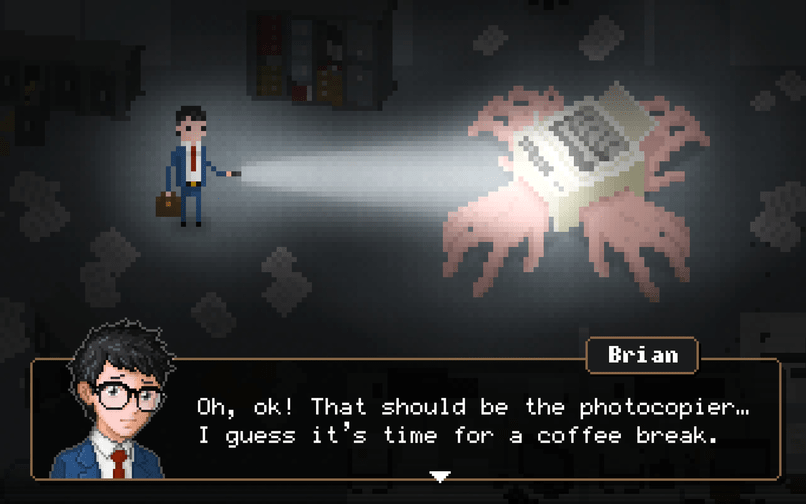 Brian
Oh, ok! That should be the photocopier…
I guess it's time for a coffee break.